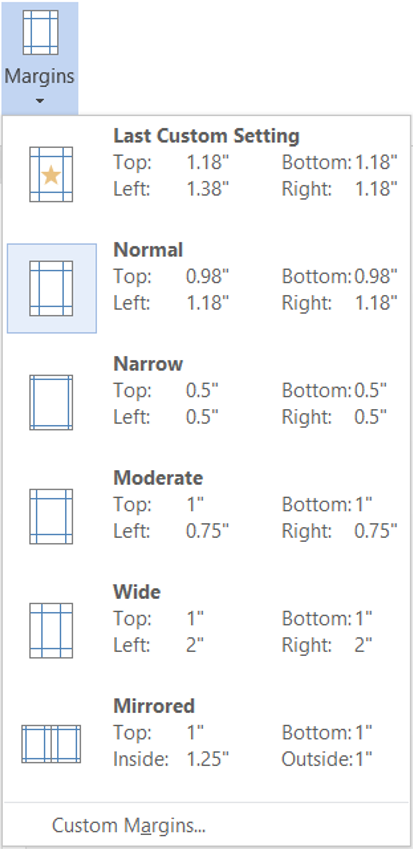 Margins
Last Custom Setting
Top: 1.18" Bottom: 1.18"
Left: 1.38" Right: 1.18"
Normal
Top: 0.98" Bottom: 0.98"
Left: 1.18" Right: 1.18"
Narrow
Top: 0.5" Bottom: 0.5"
Left: 0.5" Right: 0.5"
Moderate
Top: 1" Bottom: 1"
Left: 0.75" Right: 0.75"
Wide
Top: 1" Bottom: 1"
Left: 2" Right: 2"
Mirrored
Top: 1" Bottom: 1"
Inside: 1.25" Outside: 1"
Custom Margins...